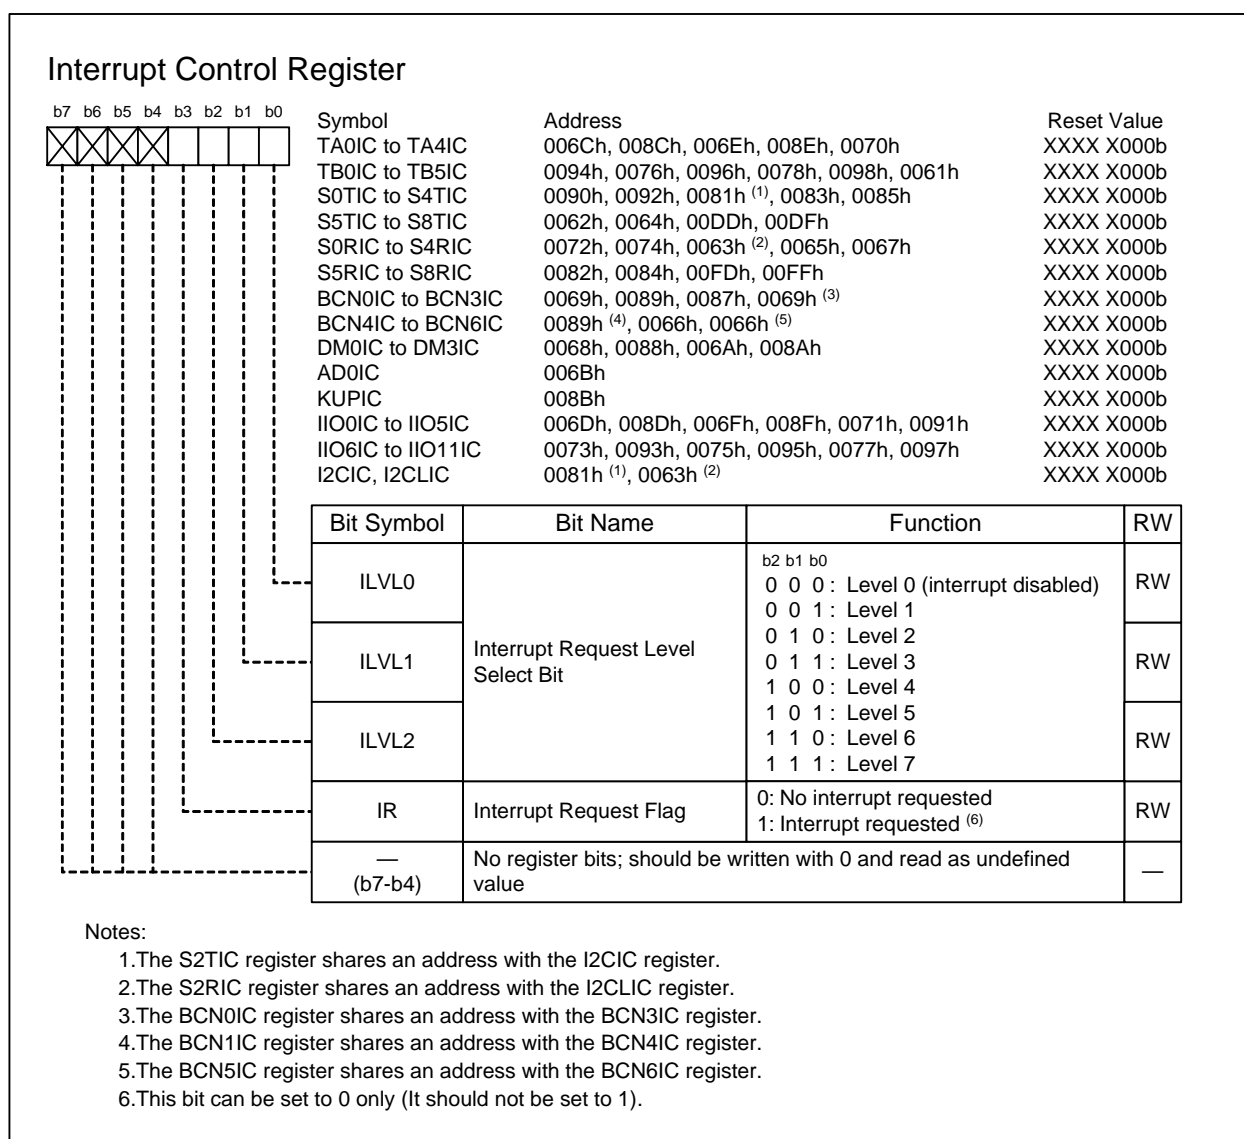 Interrupt Control Register
b7 b6 b5 b4 b3 b2 b1 b0
Symbol Address Reset Value
TA0IC to TA4IC 006Ch, 008Ch, 006Eh, 008Eh, 0070h XXXX X000b
TB0IC to TB5IC 0094h, 0076h, 0096h, 0078h, 0098h, 0061h XXXX X000b
S0TIC to S4TIC 0090h, 0092h, 0081h (1), 0083h, 0085h XXXX X000b
S5TIC to S8TIC 0062h, 0064h, 00DDh, 00DFh XXXX X000b
S0RIC to S4RIC 0072h, 0074h, 0063h (2), 0065h, 0067h XXXX X000b
S5RIC to S8RIC 0082h, 0084h, 00FDh, 00FFh XXXX X000b
BCN0IC to BCN3IC 0069h, 0089h, 0087h, 0069h (3) XXXX X000b
BCN4IC to BCN6IC 0089h (4), 0066h, 0066h (5) XXXX X000b
DM0IC to DM3IC 0068h, 0088h, 006Ah, 008Ah XXXX X000b
AD0IC 006Bh XXXX X000b
KUPIC 008Bh XXXX X000b
IIO0IC to IIO5IC 006Dh, 008Dh, 006Fh, 008Fh, 0071h, 0091h XXXX X000b
IIO6IC to IIO11IC 0073h, 0093h, 0075h, 0095h, 0077h, 0097h XXXX X000b
I2CIC, I2CLIC 0081h (1), 0063h (2) XXXX X000b
Bit Symbol Bit Name Function RW
ILVL0 RW
ILVL1 RW
ILVL2 RW
Interrupt Request Level
Select Bit
b2 b1 b0
0 0 0 : Level 0 (interrupt disabled)
0 0 1 : Level 1
0 1 0 : Level 2
0 1 1 : Level 3
1 0 0 : Level 4
1 0 1 : Level 5
1 1 0 : Level 6
1 1 1 : Level 7
IR Interrupt Request Flag 0: No interrupt requested RW
1: Interrupt requested (6)
— No register bits; should be written with 0 and read as undefined —
(b7-b4) value
Notes:
1.The S2TIC register shares an address with the I2CIC register.
2.The S2RIC register shares an address with the I2CLIC register.
3.The BCN0IC register shares an address with the BCN3IC register.
4.The BCN1IC register shares an address with the BCN4IC register.
5.The BCN5IC register shares an address with the BCN6IC register.
6.This bit can be set to 0 only (It should not be set to 1).